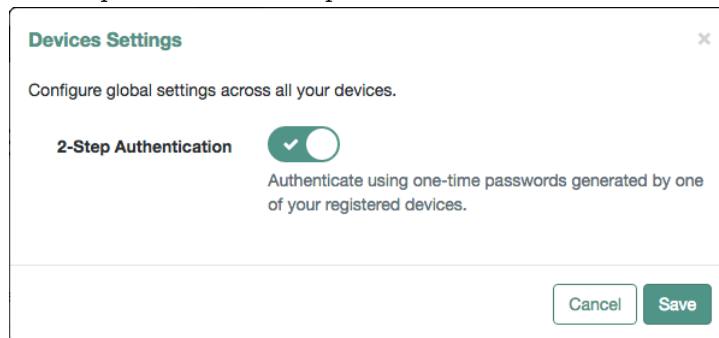 Devices Settings
×
Configure global settings across all your devices.
2-Step Authentication
Authenticate using one-time passwords generated by one
of your registered devices.
Cancel
Save